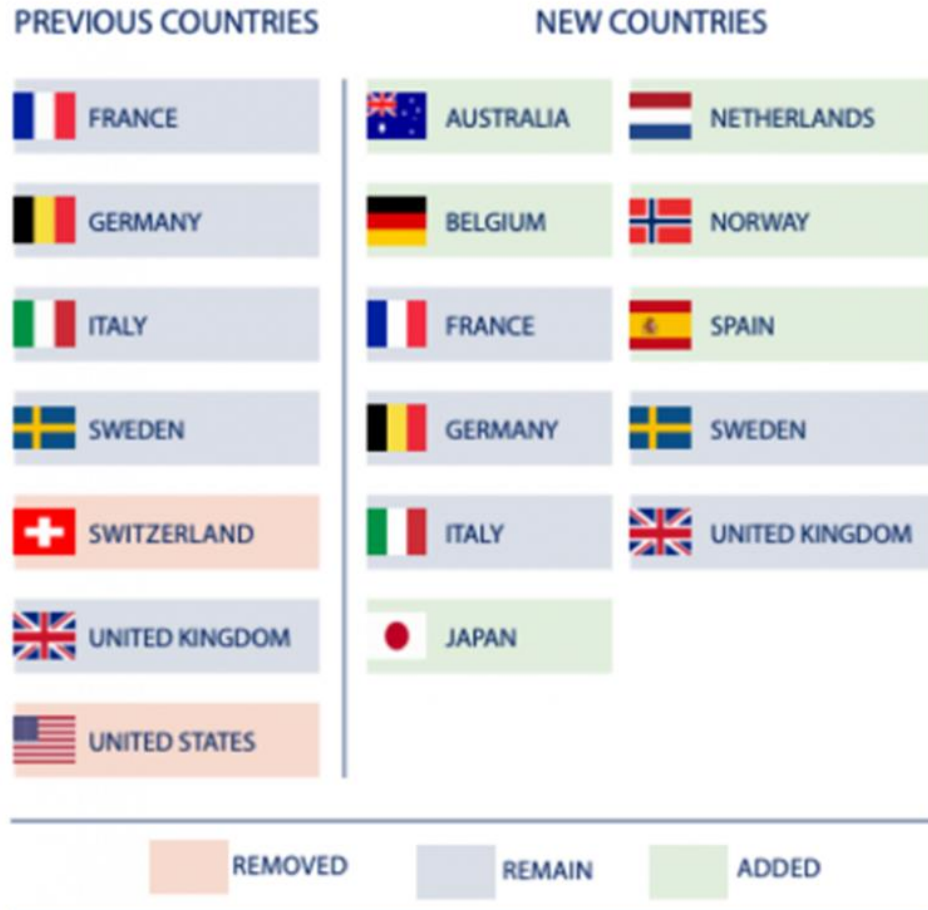 PREVIOUS COUNTRIES
FRANCE
GERMANY
ITALY
SWEDEN
SWITZERLAND
UNITED KINGDOM
UNITED STATES
NEW COUNTRIES
AUSTRALIA
BELGIUM
FRANCE
GERMANY
ITALY
JAPAN
NETHERLANDS
NORWAY
SPAIN
SWEDEN
UNITED KINGDOM
REMOVED
REMAIN
ADDED